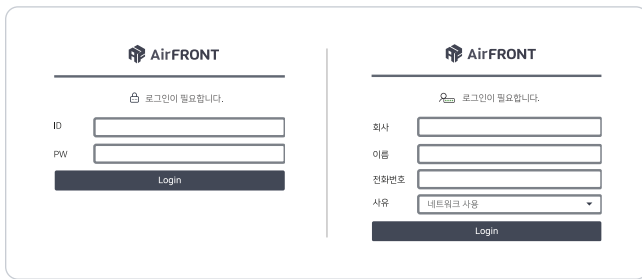 AirFRONT
로그인이 필요합니다.
ID
PW
Login
AirFRONT
로그인이 필요합니다.
회사
이름
전화번호
사유
네트워크 사용
Login